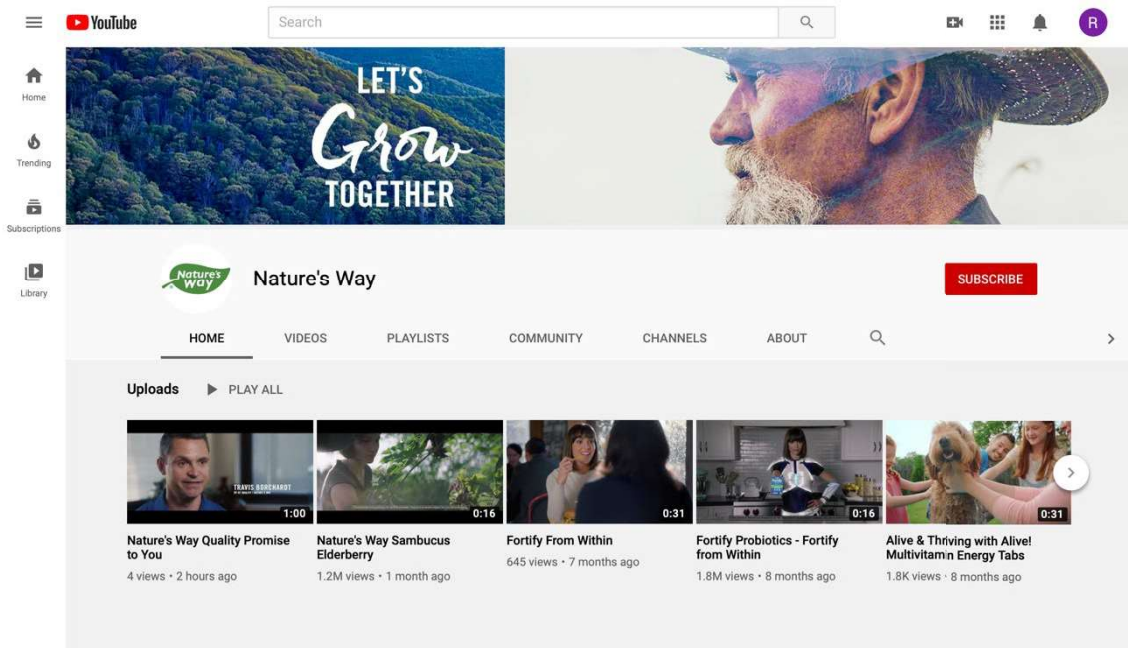 YouTube
Search
R
Home
Trending
Subscriptions
Library
LET'S
Grow
TOGETHER
Nature's
Way
Nature's Way
SUBSCRIBE
HOME VIDEOS PLAYLISTS COMMUNITY CHANNELS ABOUT
Uploads PLAY ALL
TRAVIS BORCHARDT
1:00
0:16
0:31
0:16
0:31
Nature's Way Quality Promise
to You
4 views • 2 hours ago
Nature's Way Sambucus
Elderberry
1.2M views • 1 month ago
Fortify From Within
645 views • 7 months ago
Fortify Probiotics - Fortify
from Within
1.8M views • 8 months ago
Alive & Thriving with Alive!
Multivitamin Energy Tabs
1.8K views · 8 months ago